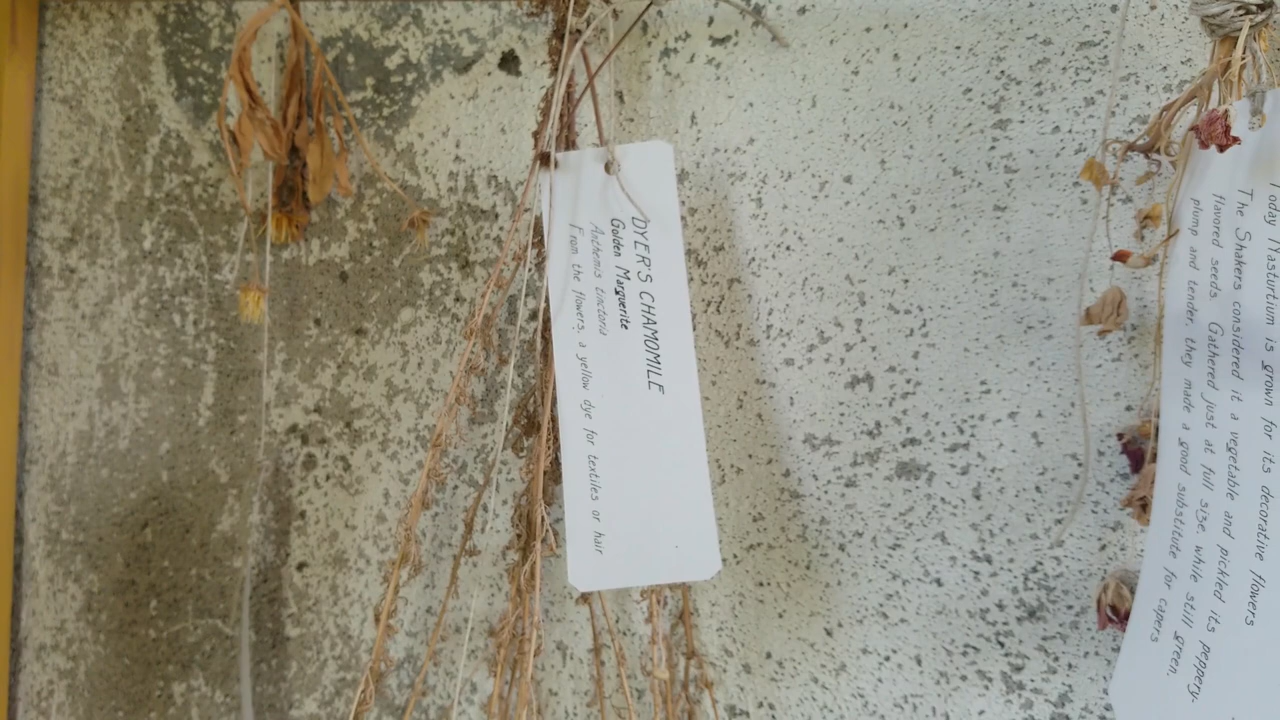 DYER'S CHAMOMILE
Golden Marguerite
Anthemis tinctoria
From the flowers, a yellow dye for textiles or hair
Today Nasturtium is grown for its decorative flowers
The Shakers considered it a vegetable and pickled its peppery-
flavored seeds. Gathered just at full size, while still green,
plump and tender, they made a good substitute for capers